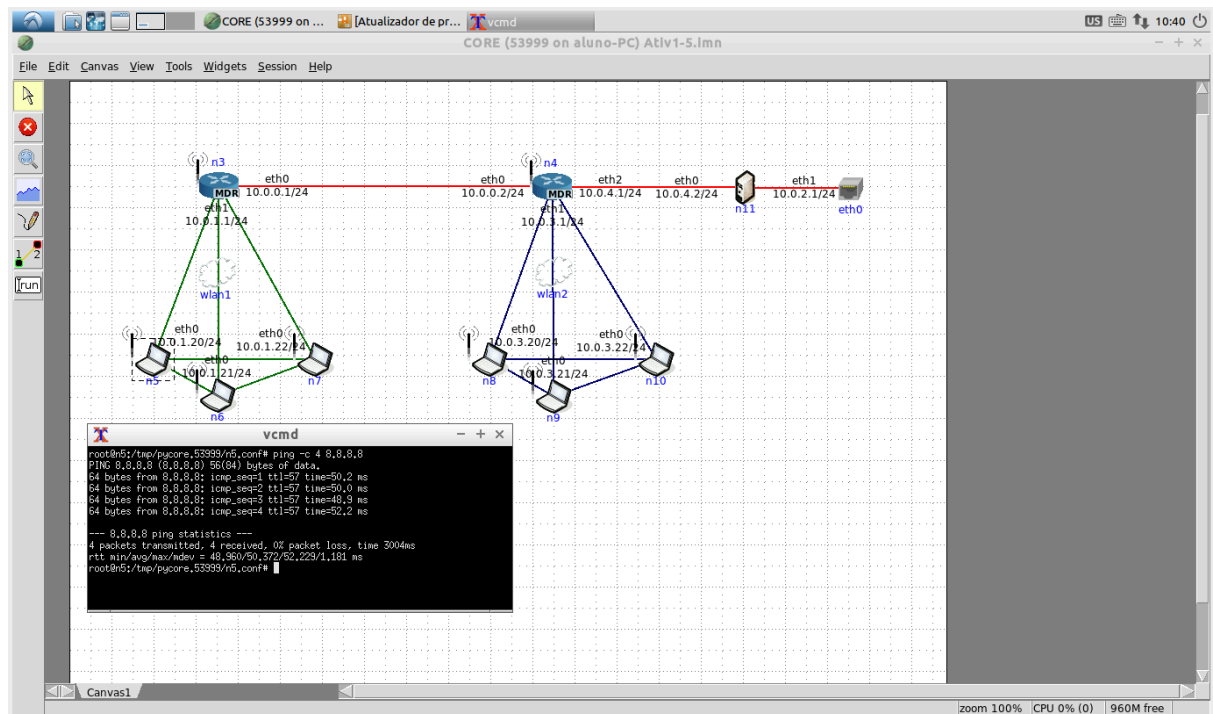 CORE (53999 on ... [Atualizador de pr... vcmd US 10:40
CORE (53999 on aluno-PC) Ativ1-5.imn
File Edit Canvas View Tools Widgets Session Help
n3
n4
eth0
10.0.0.1/24
eth0
10.0.0.2/24
eth2
10.0.4.1/24
eth0
10.0.4.2/24
eth1
10.0.2.1/24
MDR
MDR
n11
eth0
eth1
10.0.1.1/24
eth1
10.0.3.1/24
1 2
run
wlan1
wlan2
eth0
10.0.1.20/24
eth0
10.0.1.22/24
eth0
10.0.1.21/24
n5
n6
n7
eth0
10.0.3.20/24
eth0
10.0.3.22/24
eth0
10.0.3.21/24
n8
n9
n10
vcmd
root@n5:/tmp/pycore.53999/n5.conf# ping -c 4 8.8.8.8
PING 8.8.8.8 (8.8.8.8) 56(84) bytes of data.
64 bytes from 8.8.8.8: icmp_seq=1 ttl=57 time=50.2 ms
64 bytes from 8.8.8.8: icmp_seq=2 ttl=57 time=50.0 ms
64 bytes from 8.8.8.8: icmp_seq=3 ttl=57 time=48.9 ms
64 bytes from 8.8.8.8: icmp_seq=4 ttl=57 time=52.2 ms
--- 8.8.8.8 ping statistics ---
4 packets transmitted, 4 received, 0% packet loss, time 3004ms
rtt min/avg/max/mdev = 48.960/50.372/52.229/1.181 ms
root@n5:/tmp/pycore.53999/n5.conf#
Canvas1
zoom 100% CPU 0% (0) 960M free